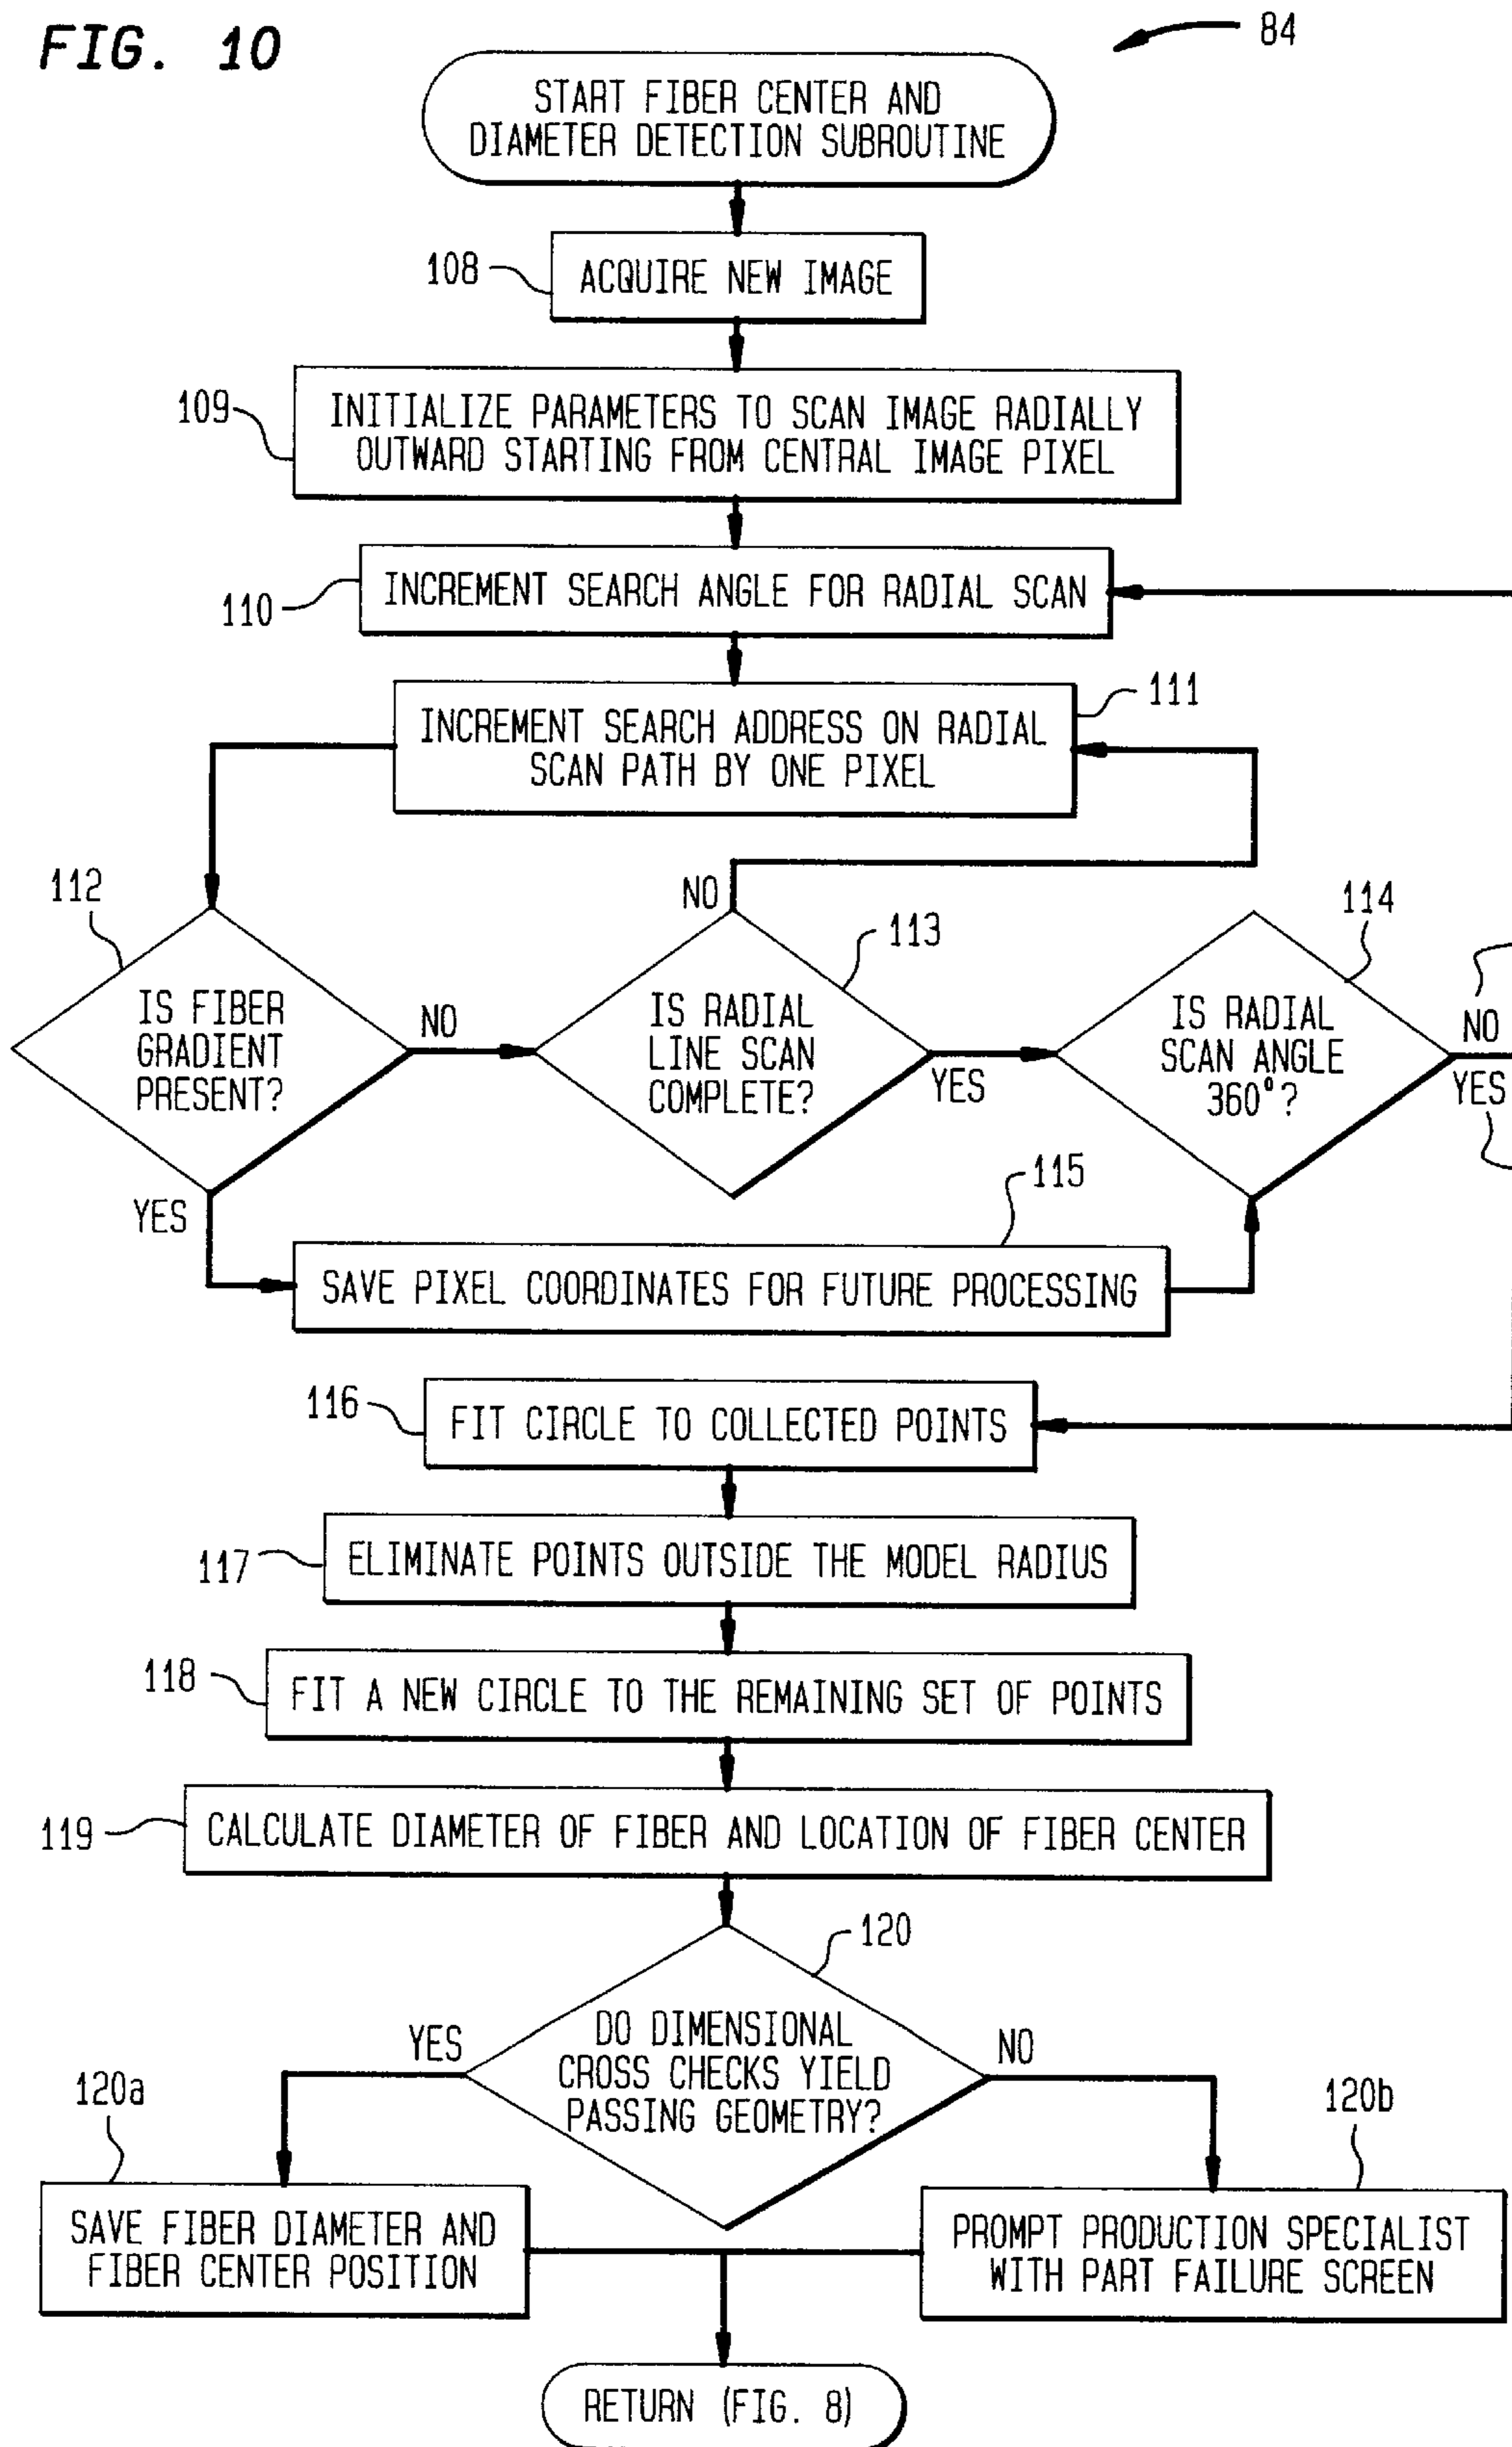 FIG. 10
84
START FIBER CENTER AND
DIAMETER DETECTION SUBROUTINE
108
ACQUIRE NEW IMAGE
109
INITIALIZE PARAMETERS TO SCAN IMAGE RADIALLY
OUTWARD STARTING FROM CENTRAL IMAGE PIXEL
110
INCREMENT SEARCH ANGLE FOR RADIAL SCAN
111
INCREMENT SEARCH ADDRESS ON RADIAL
SCAN PATH BY ONE PIXEL
112
IS FIBER
GRADIENT
PRESENT?
NO
YES
113
NO
IS RADIAL
LINE SCAN
COMPLETE?
YES
114
IS RADIAL
SCAN ANGLE
360°?
NO
YES
115
SAVE PIXEL COORDINATES FOR FUTURE PROCESSING
116
FIT CIRCLE TO COLLECTED POINTS
117
ELIMINATE POINTS OUTSIDE THE MODEL RADIUS
118
FIT A NEW CIRCLE TO THE REMAINING SET OF POINTS
119
CALCULATE DIAMETER OF FIBER AND LOCATION OF FIBER CENTER
120
DO DIMENSIONAL
CROSS CHECKS YIELD
PASSING GEOMETRY?
YES
NO
120a
SAVE FIBER DIAMETER AND
FIBER CENTER POSITION
120b
PROMPT PRODUCTION SPECIALIST
WITH PART FAILURE SCREEN
RETURN (FIG. 8)